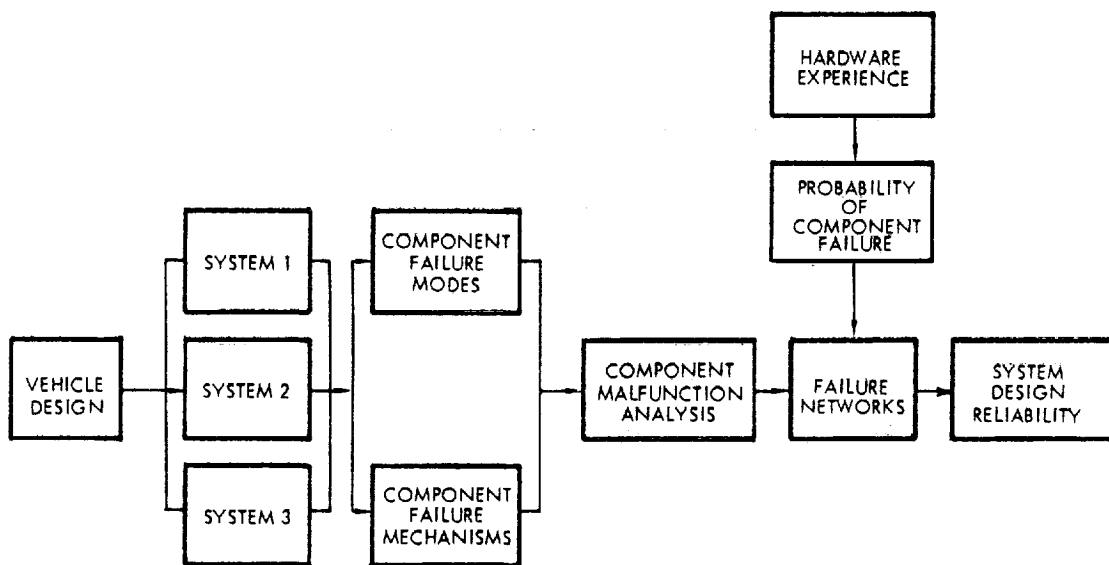 HARDWARE
EXPERIENCE
PROBABILITY
OF
COMPONENT
FAILURE
SYSTEM 1
COMPONENT
FAILURE
MODES
VEHICLE
DESIGN
SYSTEM 2
COMPONENT
MALFUNCTION
ANALYSIS
FAILURE
NETWORKS
SYSTEM
DESIGN
RELIABILITY
SYSTEM 3
COMPONENT
FAILURE
MECHANISMS